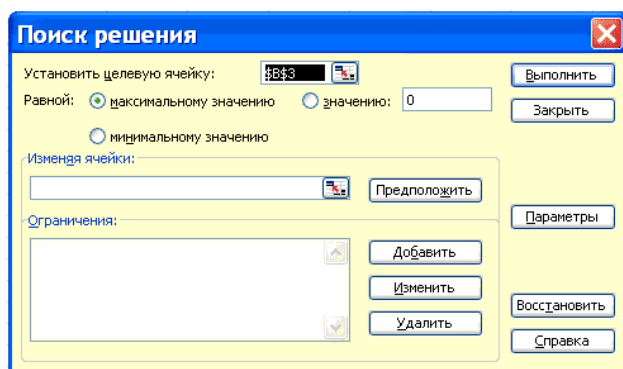 Поиск решения
Установить целевую ячейку: $B$3
Выполнить
Равной: максимальному значению значению: 0
Закрыть
минимальному значению
Изменяя ячейки:
Предположить
Ограничения:
Параметры
Добавить
Изменить
Восстановить
Удалить
Справка